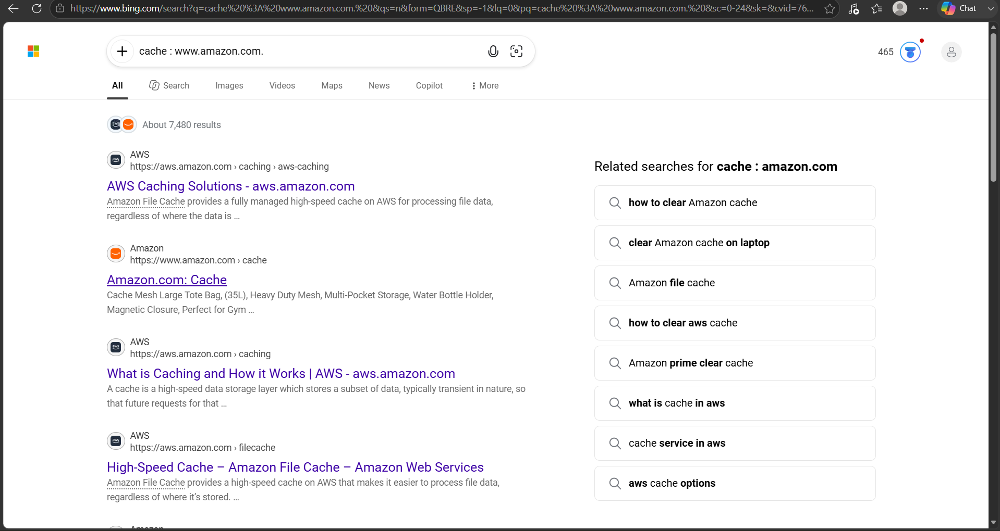 https://www.bing.com/search?q=cache%20%3A%20www.amazon.com.%20&qs=n&form=QBRE&sp=-1&lq=0&pq=cache%20%3A%20www.amazon.com.%20&sc=0-24&sk=&cvid=76...
Chat
cache : www.amazon.com.
465
All
Search
Images
Videos
Maps
News
Copilot
More
aws
About 7,480 results
aws
AWS
https://aws.amazon.com › caching › aws-caching
AWS Caching Solutions - aws.amazon.com
Amazon File Cache provides a fully managed high-speed cache on AWS for processing file data,
regardless of where the data is ...
Amazon
https://www.amazon.com › cache
Amazon.com: Cache
Cache Mesh Large Tote Bag, (35L), Heavy Duty Mesh, Multi-Pocket Storage, Water Bottle Holder,
Magnetic Closure, Perfect for Gym ...
aws
AWS
https://aws.amazon.com › caching
What is Caching and How it Works | AWS - aws.amazon.com
A cache is a high-speed data storage layer which stores a subset of data, typically transient in nature, so
that future requests for that ...
aws
AWS
https://aws.amazon.com › filecache
High-Speed Cache – Amazon File Cache – Amazon Web Services
Amazon File Cache provides a high-speed cache on AWS that makes it easier to process file data,
regardless of where it’s stored. ...
Amazon
Related searches for cache : amazon.com
how to clear Amazon cache
clear Amazon cache on laptop
Amazon file cache
how to clear aws cache
Amazon prime clear cache
what is cache in aws
cache service in aws
aws cache options